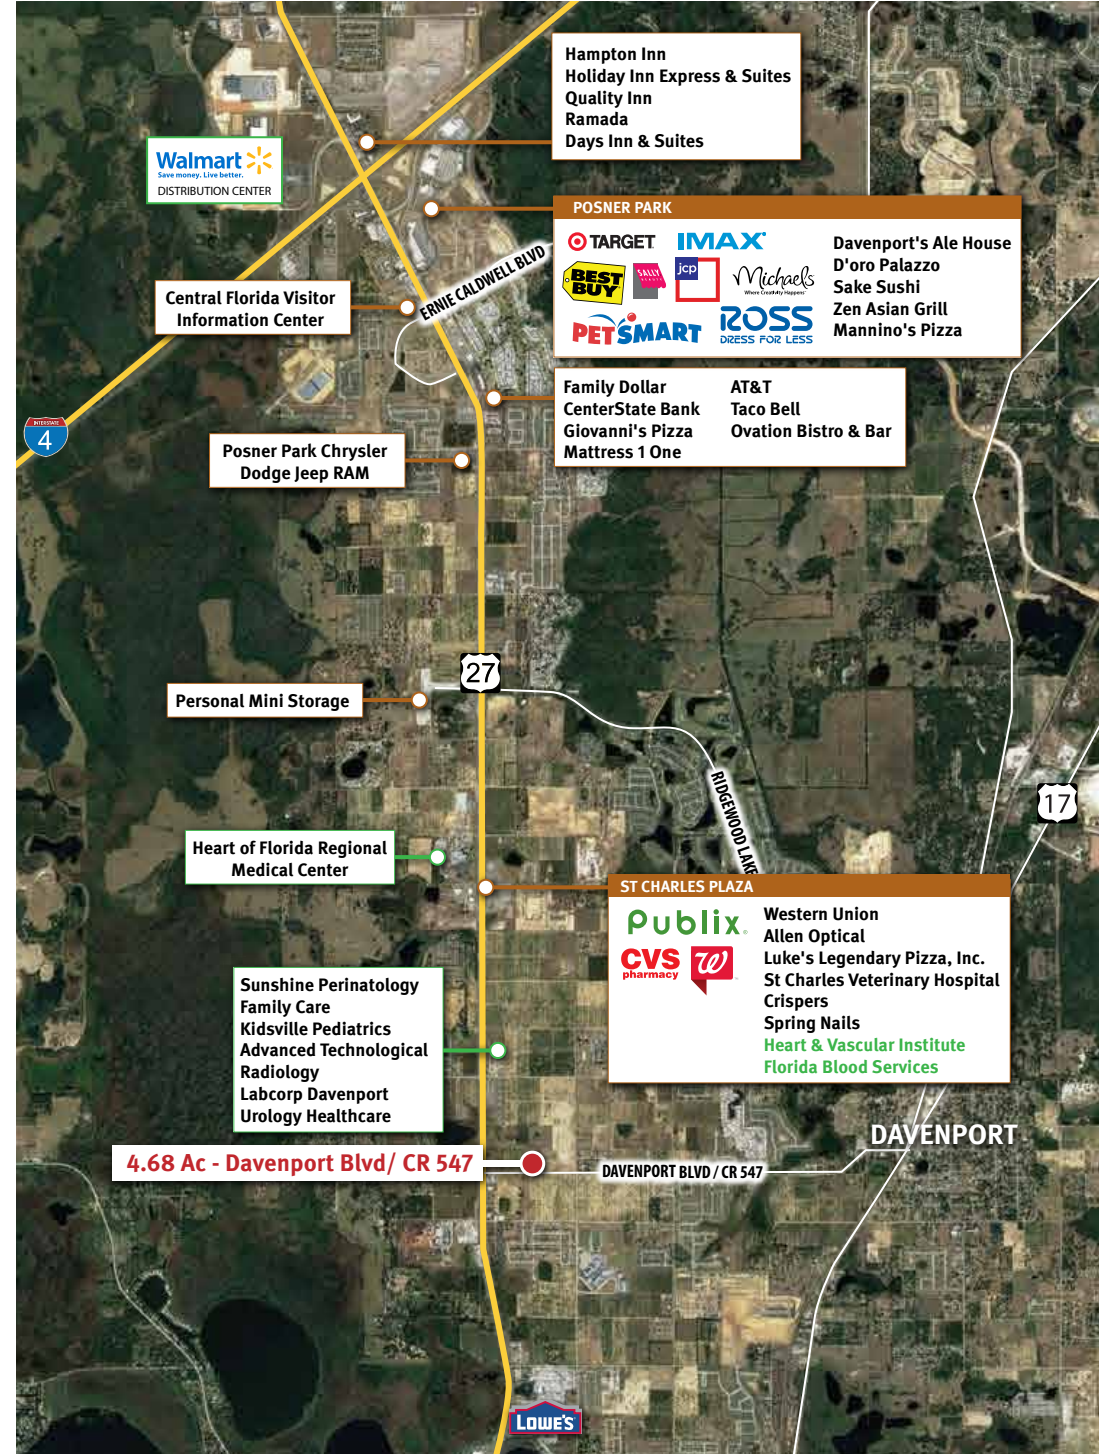 Hampton Inn
Holiday Inn Express & Suites
Quality Inn
Ramada
Days Inn & Suites
Walmart
Save money. Live better.
DISTRIBUTION CENTER
POSNER PARK
TARGET
IMAX
BEST BUY
SALLY BEAUTY
jcp
Michaels
Where Creativity Happens
PETSMART
ROSS
DRESS FOR LESS
Davenport's Ale House
D'oro Palazzo
Sake Sushi
Zen Asian Grill
Mannino's Pizza
ERNIE CALDWELL BLVD
Central Florida Visitor
Information Center
Family Dollar
CenterState Bank
Giovanni's Pizza
Mattress 1 One
AT&T
Taco Bell
Ovation Bistro & Bar
INTERSTATE
4
Posner Park Chrysler
Dodge Jeep RAM
27
Personal Mini Storage
RIDGEWOOD LAKE
17
Heart of Florida Regional
Medical Center
ST CHARLES PLAZA
Publix
CVS
pharmacy
W
Western Union
Allen Optical
Luke's Legendary Pizza, Inc.
St Charles Veterinary Hospital
Crispers
Spring Nails
Heart & Vascular Institute
Florida Blood Services
Sunshine Perinatology
Family Care
Kidsville Pediatrics
Advanced Technological
Radiology
Labcorp Davenport
Urology Healthcare
DAVENPORT
4.68 Ac - Davenport Blvd/ CR 547
DAVENPORT BLVD / CR 547
LOWE'S